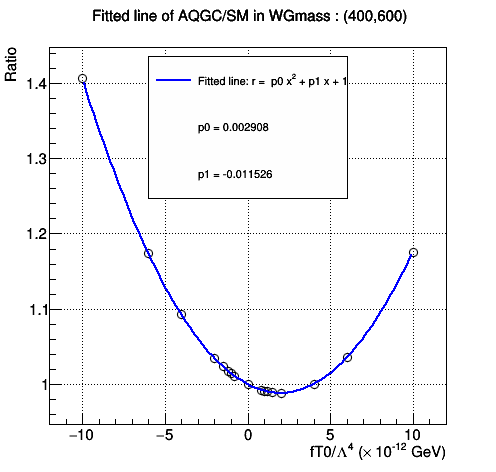 Fitted line of AQGC/SM in WGmass : (400,600)
Ratio
Fitted line: r = p0 x² + p1 x + 1
p0 = 0.002908
p1 = -0.011526
1.4
1.3
1.2
1.1
1
−10 −5 0 5 10
fT0/Λ⁴ (× 10⁻¹² GeV)